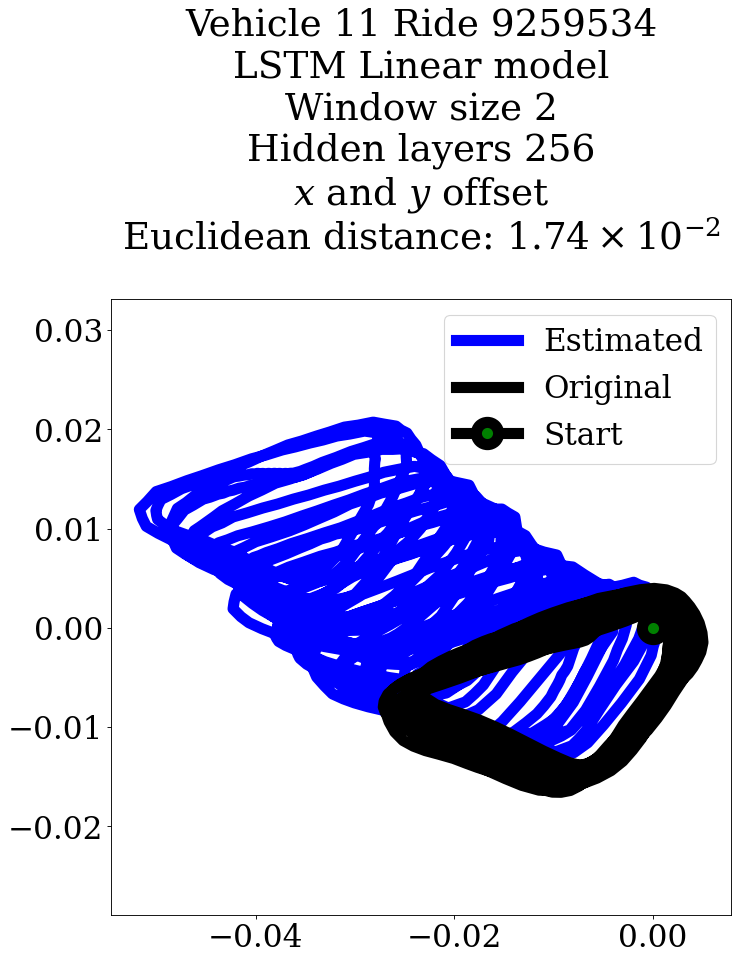 Vehicle 11 Ride 9259534
LSTM Linear model
Window size 2
Hidden layers 256
x and y offset
Euclidean distance: 1.74 × 10⁻²
Estimated
Original
Start
0.03
0.02
0.01
0.00
−0.01
−0.02
−0.04
−0.02
0.00